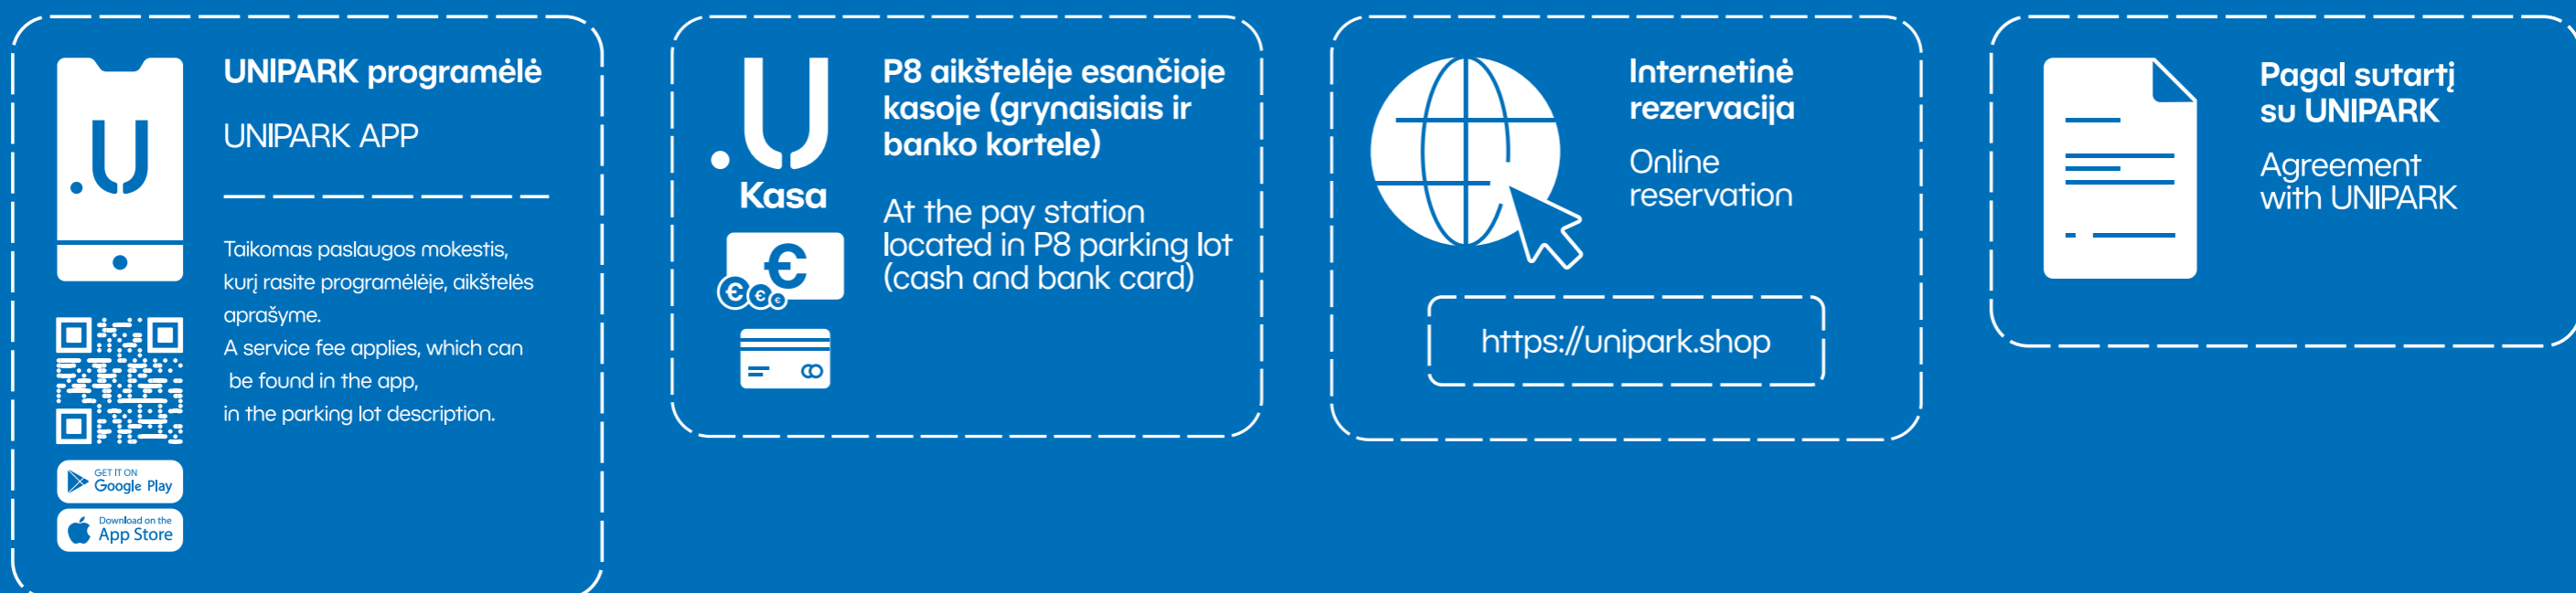 .U
UNIPARK programėlė
UNIPARK APP
Taikomas paslaugos mokestis,
kurį rasite programėlėje, aikštelės
aprašyme.
A service fee applies, which can
be found in the app,
in the parking lot description.
GET IT ON
Google Play
Download on the
App Store
.U
Kasa
€
€ € €
P8 aikštelėje esančioje
kasoje (grynaisiais ir
banko kortele)
At the pay station
located in P8 parking lot
(cash and bank card)
Internetinė
rezervacija
Online
reservation
https://unipark.shop
Pagal sutartį
su UNIPARK
Agreement
with UNIPARK